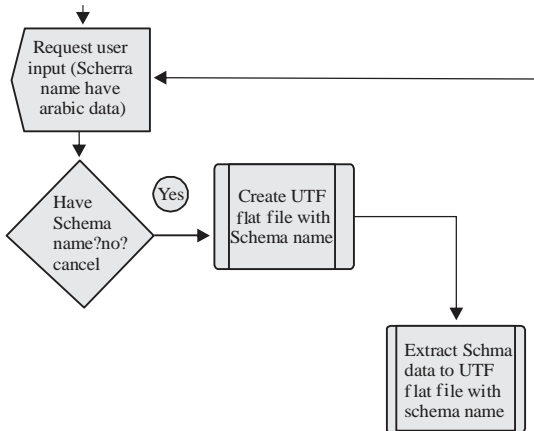 Request user
input (Scherra
name have
arabic data)
Have
Schema
name?no?
cancel
Yes
Create UTF
flat file with
Schema name
Extract Schma
data to UTF
flat file with
schema name